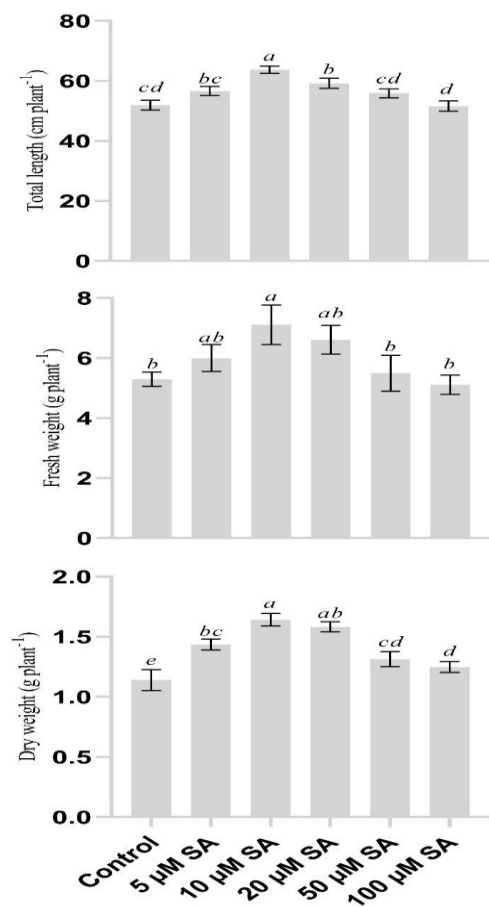 80
60
40
20
0
Total length (cm plant⁻¹)
cd
bc
a
b
cd
d
8
6
4
2
0
Fresh weight (g plant⁻¹)
b
ab
a
ab
b
b
2.0
1.5
1.0
0.5
0.0
Dry weight (g plant⁻¹)
e
bc
a
ab
cd
d
Control
5 µM SA
10 µM SA
20 µM SA
50 µM SA
100 µM SA